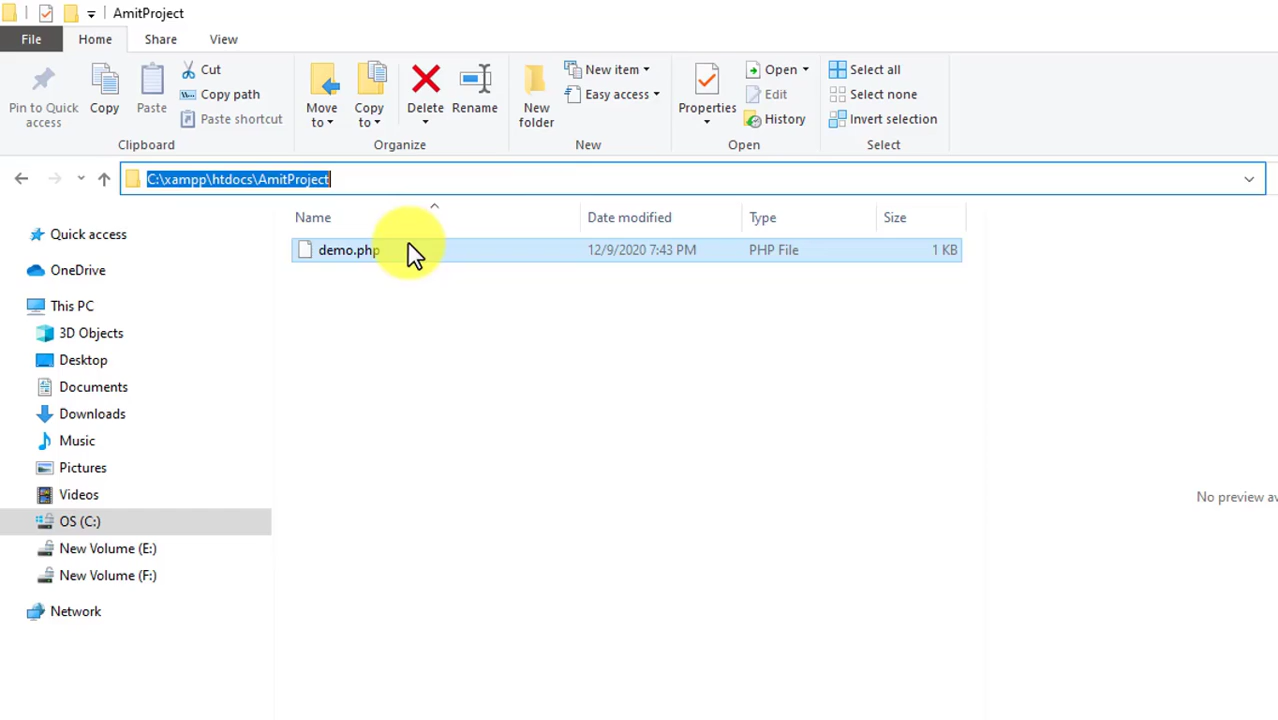 AmitProject
File Home Share View
Pin to Quick access Copy Paste Cut Copy path Paste shortcut
Move to Copy to Delete Rename New folder New item Easy access
Properties Open Edit History Select all Select none Invert selection
Clipboard Organize New Open Select
C:\xampp\htdocs\AmitProject
Name Date modified Type Size
demo.php 12/9/2020 7:43 PM PHP File 1 KB
Quick access
OneDrive
This PC
3D Objects
Desktop
Documents
Downloads
Music
Pictures
Videos
No preview av
OS (C:)
New Volume (E:)
New Volume (F:)
Network